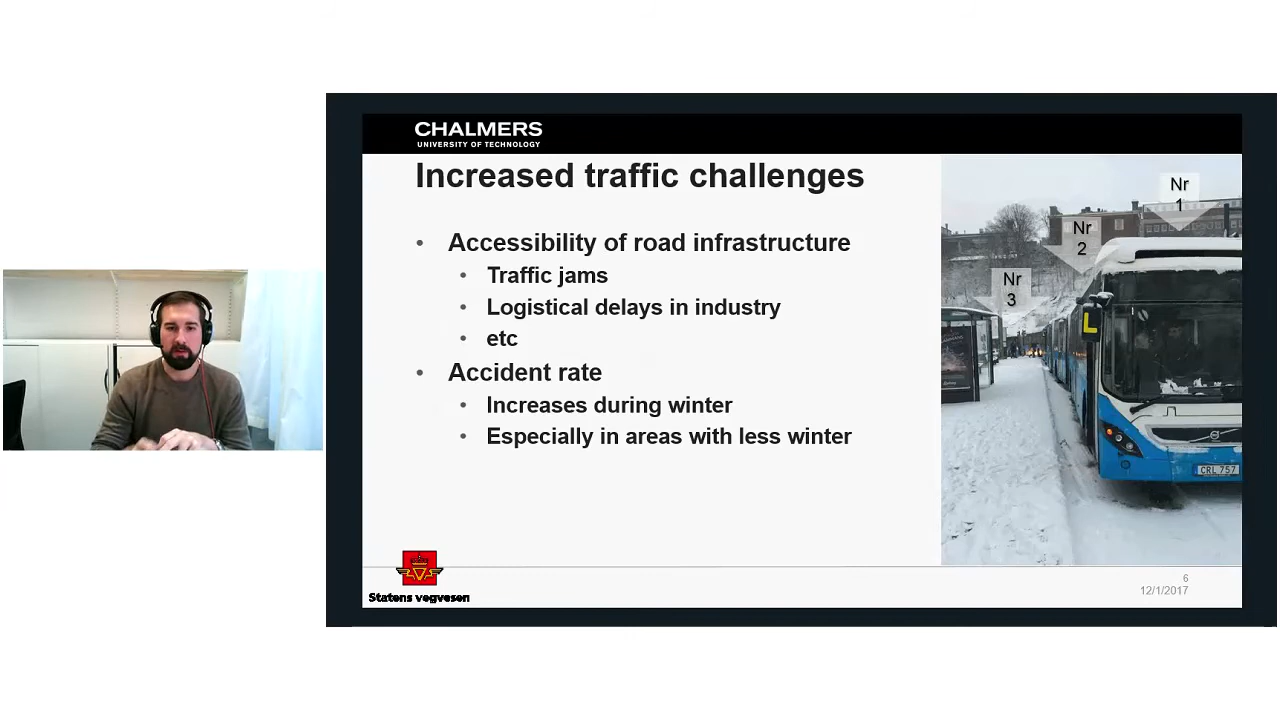 CHALMERS
UNIVERSITY OF TECHNOLOGY
Increased traffic challenges
• Accessibility of road infrastructure
• Traffic jams
• Logistical delays in industry
• etc
• Accident rate
• Increases during winter
• Especially in areas with less winter
Nr
1
Nr
2
Nr
3
L
CRL 757
Statens vegvesen
6
12/1/2017